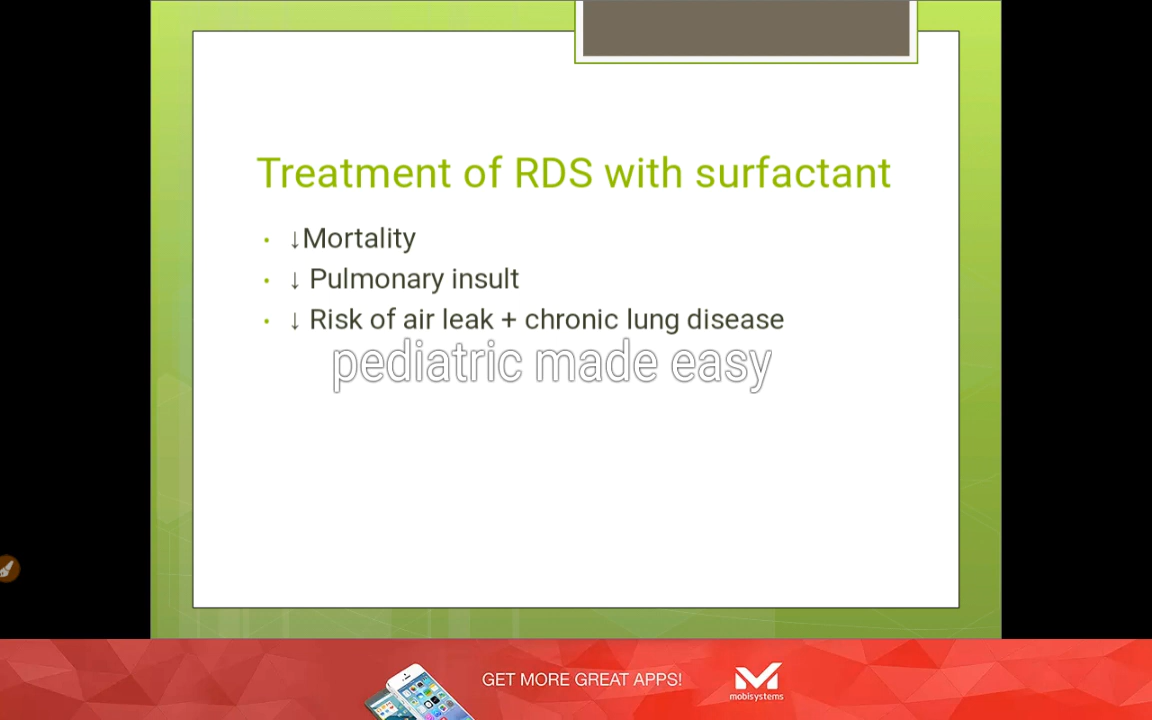 Treatment of RDS with surfactant
• ↓Mortality
• ↓ Pulmonary insult
• ↓ Risk of air leak + chronic lung disease
pediatric made easy
GET MORE GREAT APPS!
mobisystems